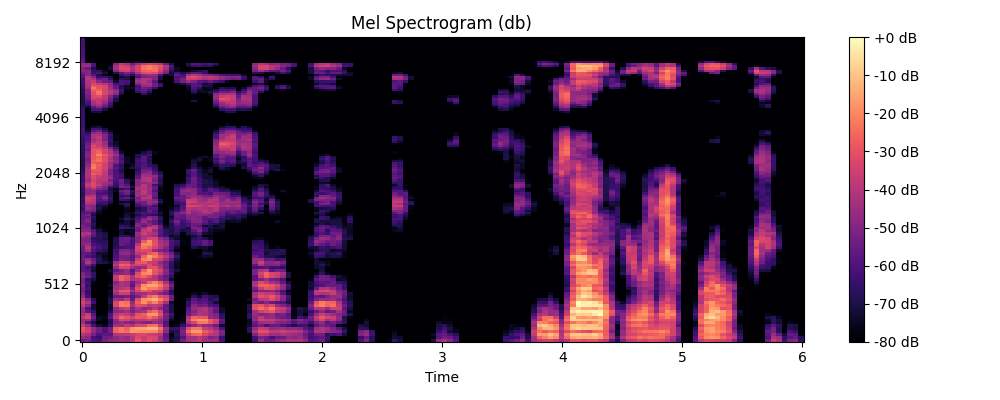 Mel Spectrogram (db)
8192
4096
2048
1024
512
0
Hz
0 1 2 3 4 5 6
Time
+0 dB
-10 dB
-20 dB
-30 dB
-40 dB
-50 dB
-60 dB
-70 dB
-80 dB